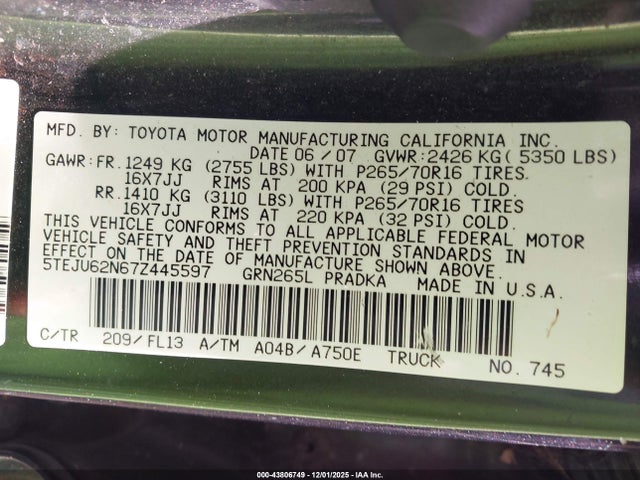 MFD. BY: TOYOTA MOTOR MANUFACTURING CALIFORNIA INC.
DATE 06 / 07 GVWR: 2426 KG ( 5350 LBS)
GAWR: FR. 1249 KG (2755 LBS) WITH P265/70R16 TIRES.
16X7JJ RIMS AT 200 KPA (29 PSI) COLD.
RR. 1410 KG (3110 LBS) WITH P265/70R16 TIRES.
16X7JJ RIMS AT 220 KPA (32 PSI) COLD.
THIS VEHICLE CONFORMS TO ALL APPLICABLE FEDERAL MOTOR
VEHICLE SAFETY AND THEFT PREVENTION STANDARDS IN
EFFECT ON THE DATE OF MANUFACTURE SHOWN ABOVE.
5TEJU62N67Z445597 GRN265L PRADKA MADE IN U.S.A.
C/TR 209/FL13 A/TM A04B/A750E TRUCK NO. 745
000-43806749 - 12/01/2025 - IAA Inc.